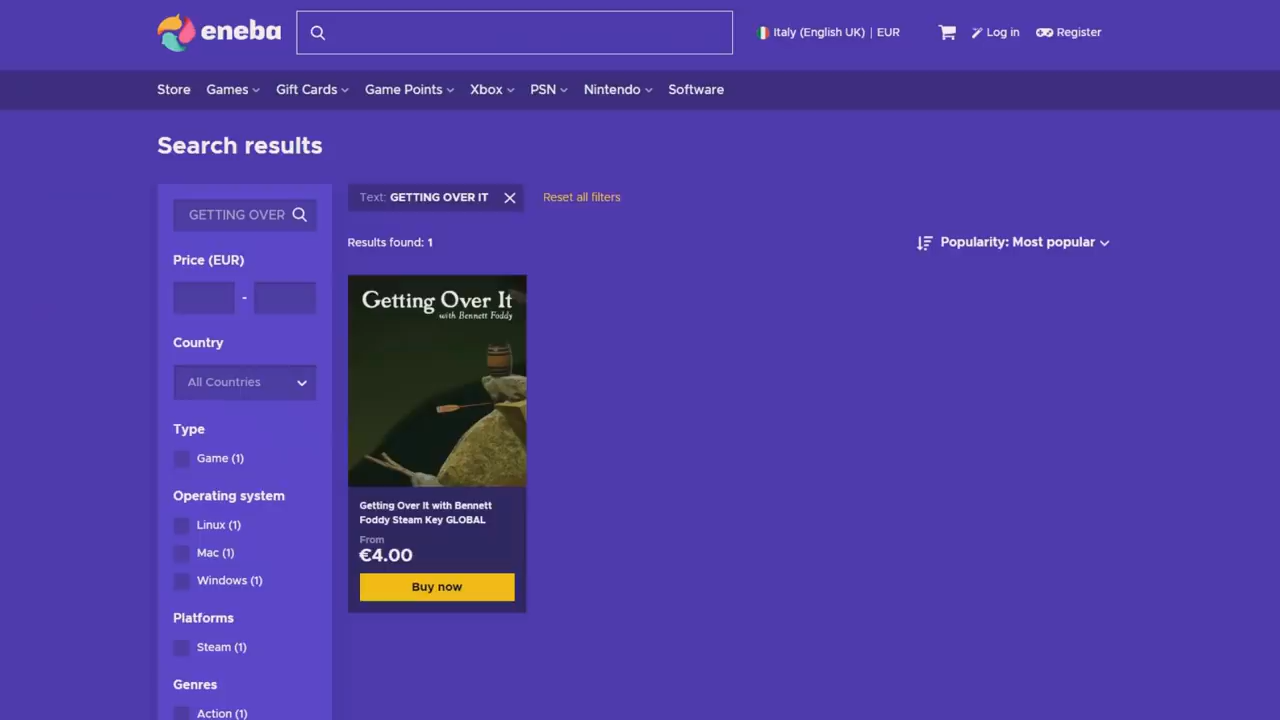 eneba
Italy (English UK) | EUR
Log in
Register
Store
Games
Gift Cards
Game Points
Xbox
PSN
Nintendo
Software
Search results
GETTING OVER
Price (EUR)
-
Country
All Countries
Type
Game (1)
Operating system
Linux (1)
Mac (1)
Windows (1)
Platforms
Steam (1)
Genres
Action (1)
Text: GETTING OVER IT
Reset all filters
Results found: 1
Popularity: Most popular
Getting Over It
with Bennett Foddy
Getting Over It with Bennett
Foddy Steam Key GLOBAL
From
€4.00
Buy now